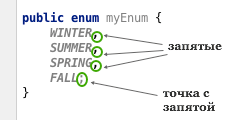 public enum myEnum {
WINTER,
SUMMER,
SPRING,
FALL;
}
запятые
точка с
запятой